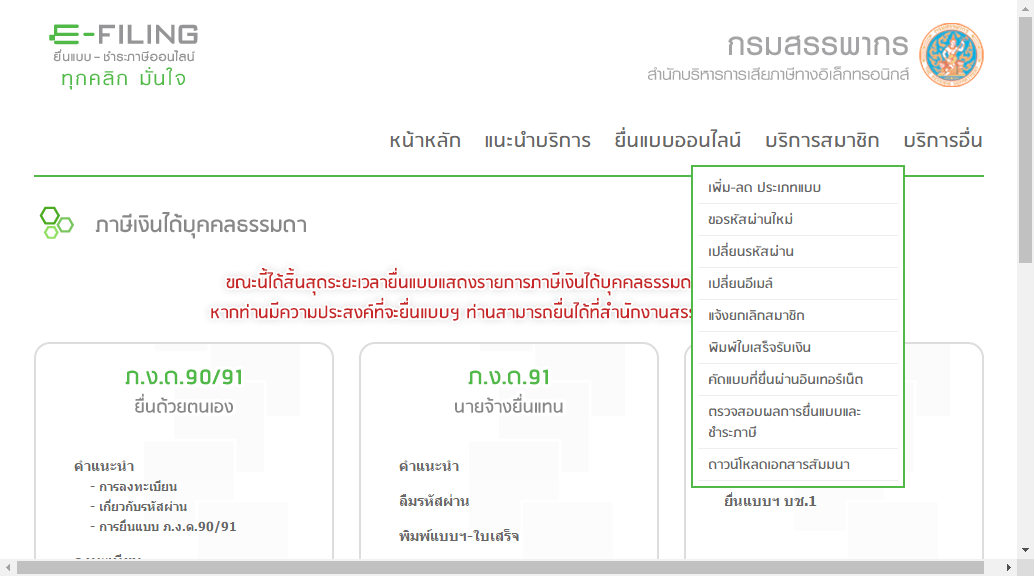 E-FILING
ยื่นแบบ - ชำระภาษีออนไลน์
ทุกคลิก มั่นใจ
กรมสรรพากร
สำนักบริหารการเสียภาษีทางอิเล็กทรอนิกส์
หน้าหลัก แนะนำบริการ ยื่นแบบออนไลน์ บริการสมาชิก บริการอื่น
เพิ่ม-ลด ประเภทแบบ
ขอรหัสผ่านใหม่
เปลี่ยนรหัสผ่าน
เปลี่ยนอีเมล์
แจ้งยกเลิกสมาชิก
พิมพ์ใบเสร็จรับเงิน
คัดแบบที่ยื่นผ่านอินเทอร์เน็ต
ตรวจสอบผลการยื่นแบบและ
ชำระภาษี
ดาวน์โหลดเอกสารสัมมนา
ภาษีเงินได้บุคคลธรรมดา
ขณะนี้ได้สิ้นสุดระยะเวลายื่นแบบแสดงรายการภาษีเงินได้บุคคลธรรมด
หากท่านมีความประสงค์ที่จะยื่นแบบฯ ท่านสามารถยื่นได้ที่สำนักงานสรร
ภ.ง.ด.90/91
ยื่นด้วยตนเอง
คำแนะนำ
- การลงทะเบียน
- เกี่ยวกับรหัสผ่าน
- การยื่นแบบ ภ.ง.ด.90/91
ภ.ง.ด.91
นายจ้างยื่นแทน
คำแนะนำ
ลืมรหัสผ่าน
พิมพ์แบบฯ-ใบเสร็จ
ยื่นแบบฯ บช.1